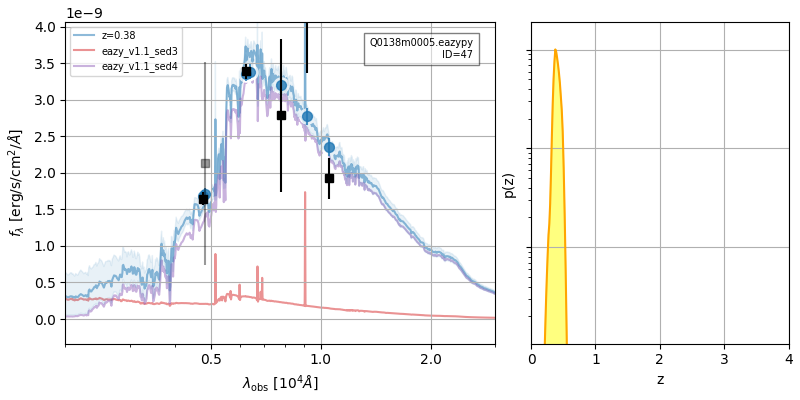 1e−9
z=0.38
eazy_v1.1_sed3
eazy_v1.1_sed4
Q0138m0005.eazypy
ID=47
4.0
3.5
3.0
2.5
2.0
1.5
1.0
0.5
0.0
fλ [erg/s/cm²/Å]
0.5
1.0
2.0
λobs [10⁴Å]
p(z)
0
1
2
3
4
z